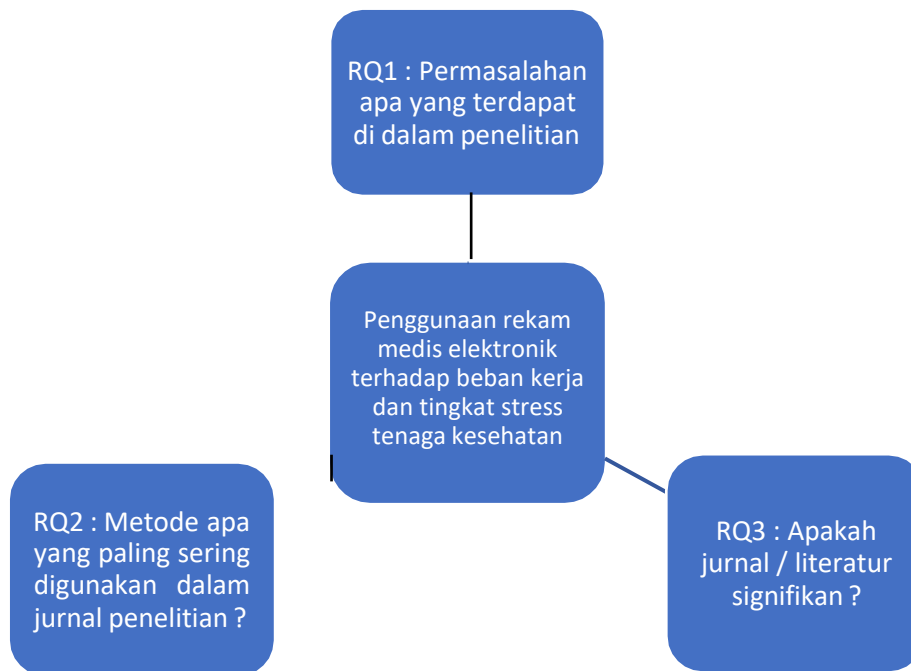 RQ1 : Permasalahan
apa yang terdapat
di dalam penelitian
Penggunaan rekam
medis elektronik
terhadap beban kerja
dan tingkat stress
tenaga kesehatan
RQ2 : Metode apa
yang paling sering
digunakan dalam
jurnal penelitian ?
RQ3 : Apakah
jurnal / literatur
signifikan ?